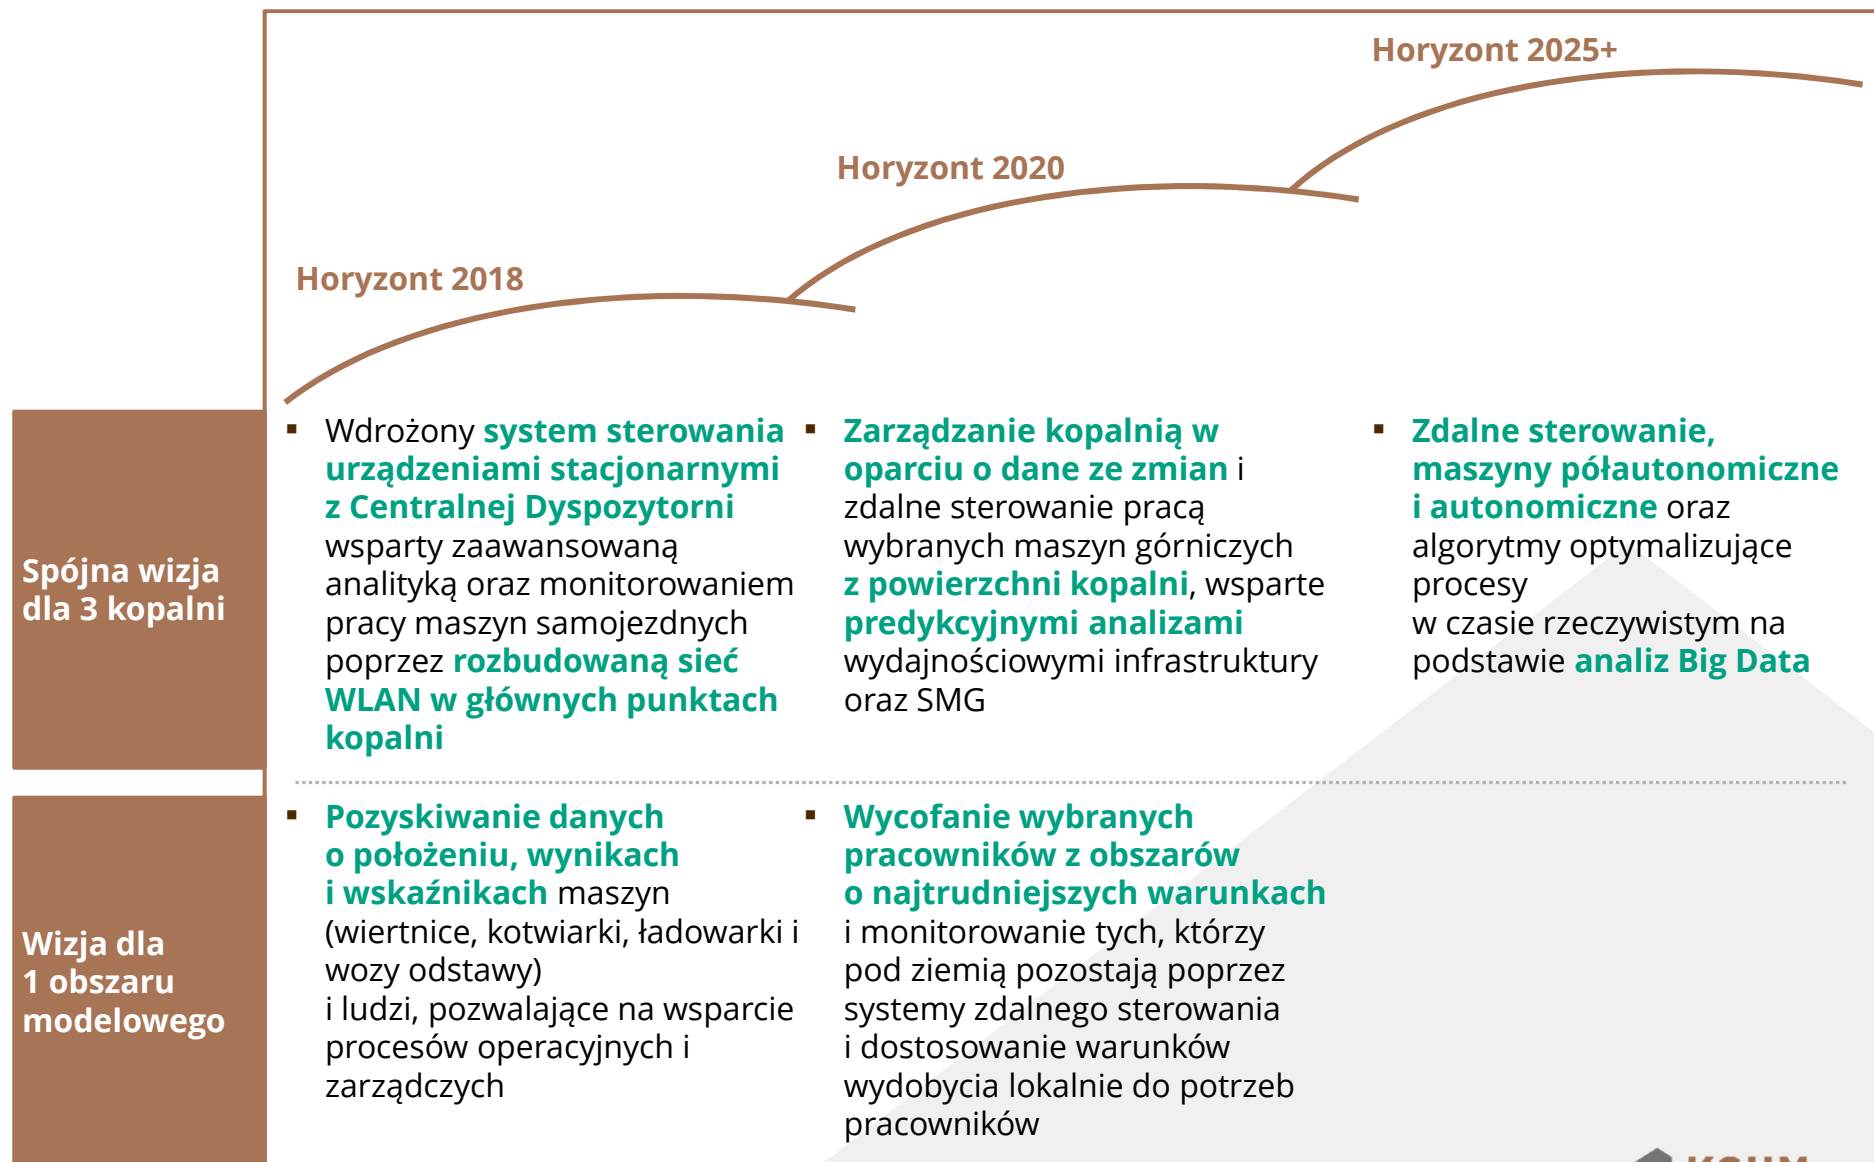 Horyzont 2025+
Horyzont 2020
Horyzont 2018
Spójna wizja
dla 3 kopalni
▪ Wdrożony system sterowania
urządzeniami stacjonarnymi
z Centralnej Dyspozytorni
wsparty zaawansowaną
analityką oraz monitorowaniem
pracy maszyn samojezdnych
poprzez rozbudowaną sieć
WLAN w głównych punktach
kopalni
▪ Zarządzanie kopalnią w
oparciu o dane ze zmian i
zdalne sterowanie pracą
wybranych maszyn górniczych
z powierzchni kopalni, wsparte
predykcyjnymi analizami
wydajnościowymi infrastruktury
oraz SMG
▪ Zdalne sterowanie,
maszyny półautonomiczne
i autonomiczne oraz
algorytmy optymalizujące
procesy
w czasie rzeczywistym na
podstawie analiz Big Data
Wizja dla
1 obszaru
modelowego
▪ Pozyskiwanie danych
o położeniu, wynikach
i wskaźnikach maszyn
(wiertnice, kotwiarki, ładowarki i
wozy odstawy)
i ludzi, pozwalające na wsparcie
procesów operacyjnych i
zarządczych
▪ Wycofanie wybranych
pracowników z obszarów
o najtrudniejszych warunkach
i monitorowanie tych, którzy
pod ziemią pozostają poprzez
systemy zdalnego sterowania
i dostosowanie warunków
wydobycia lokalnie do potrzeb
pracowników
KGHM